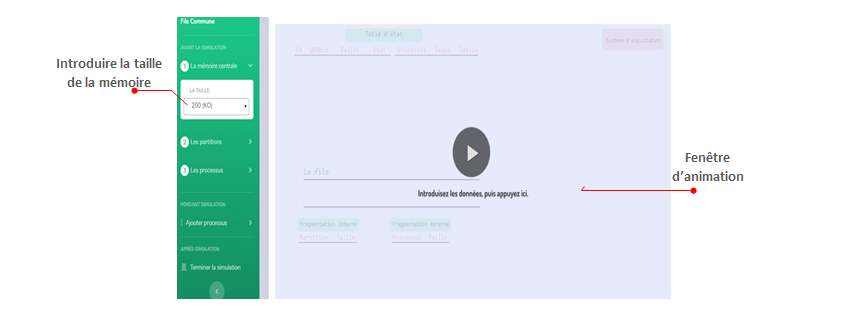 File Commune
AVANT LA SIMULATION
1 La mémoire centrale
LA TAILLE:
200 (KO)
2 Les partitions
3 Les processus
PENDANT SIMULATION
Ajouter processus
APRÈS SIMULATION
Terminer la simulation
Introduire la taille
de la mémoire
Table d'état
ID @début Taille Etat Processus Temps Taille
Système d'exploitation
La file
Introduisez les données, puis appuyez ici.
Fragmentation interne Fragmentation externe
Partition Taille Processus Taille
Fenêtre
d'animation